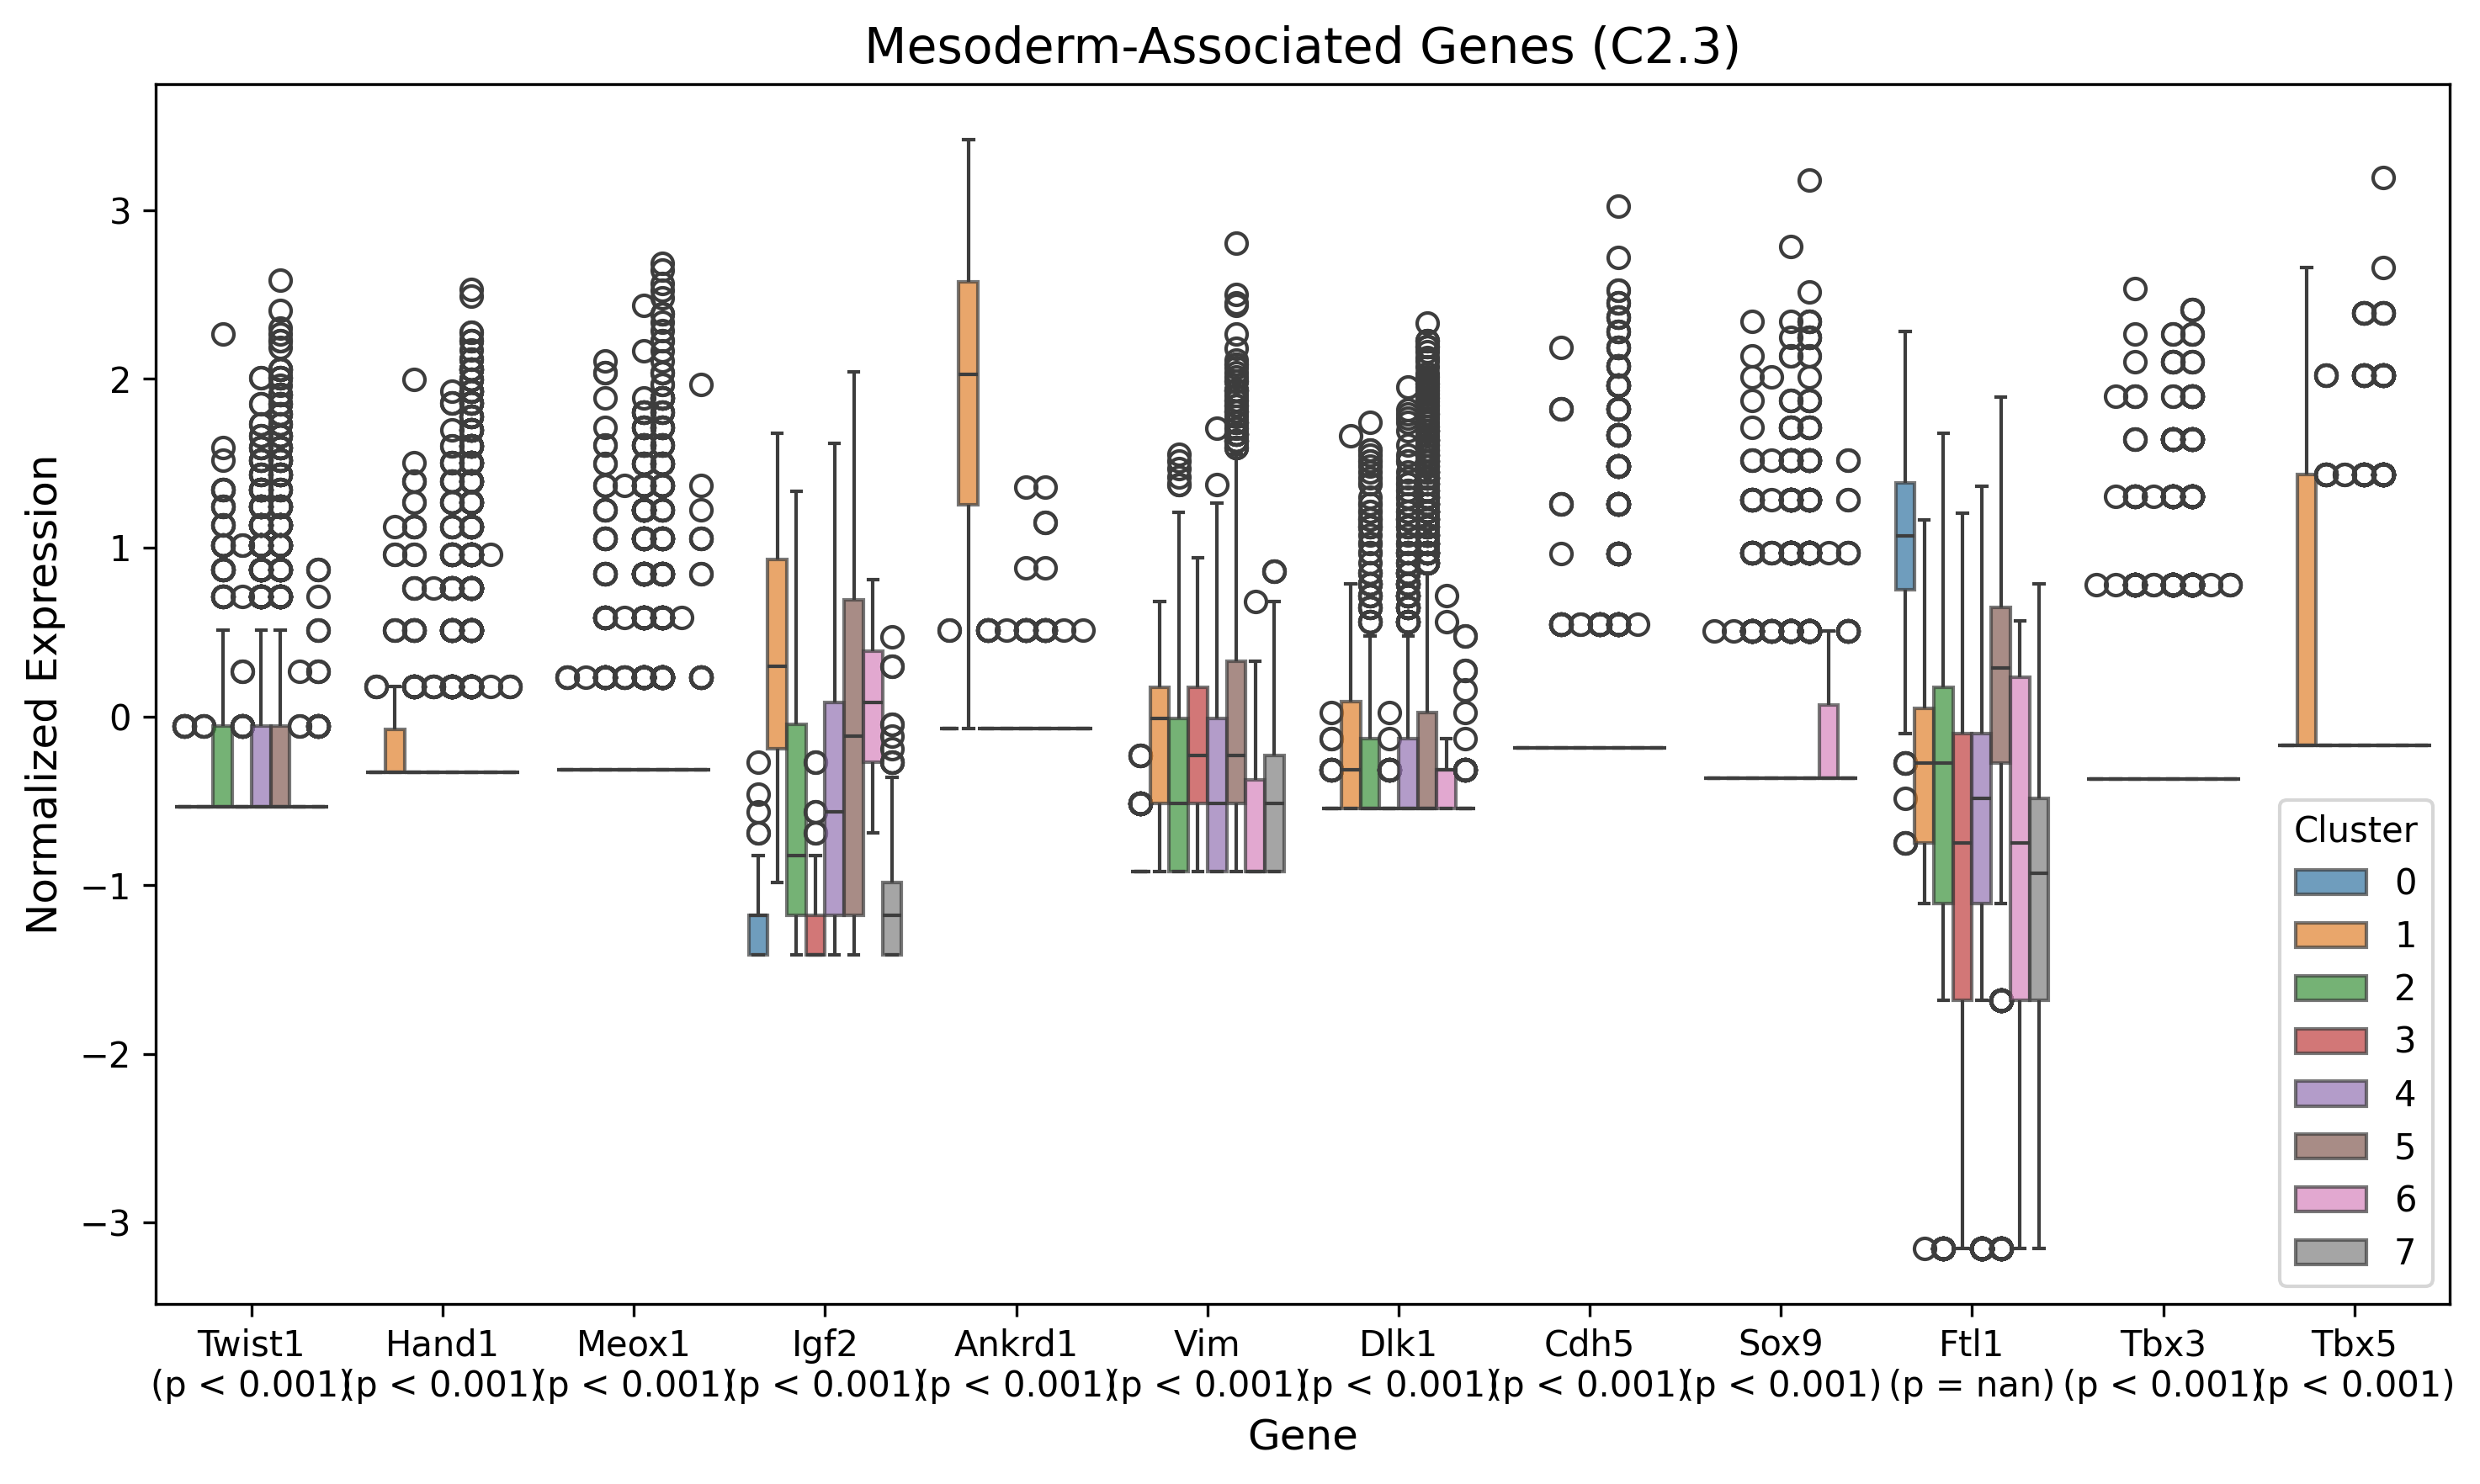 Mesoderm-Associated Genes (C2.3)
Normalized Expression
3
2
1
0
−1
−2
−3
Twist1 Hand1 Meox1 Igf2 Ankrd1 Vim Dlk1 Cdh5 Sox9 Ftl1 Tbx3 Tbx5
(p < 0.001) (p < 0.001) (p < 0.001) (p < 0.001) (p < 0.001) (p < 0.001) (p < 0.001) (p < 0.001) (p < 0.001) (p = nan) (p < 0.001) (p < 0.001)
Gene
Cluster
0
1
2
3
4
5
6
7